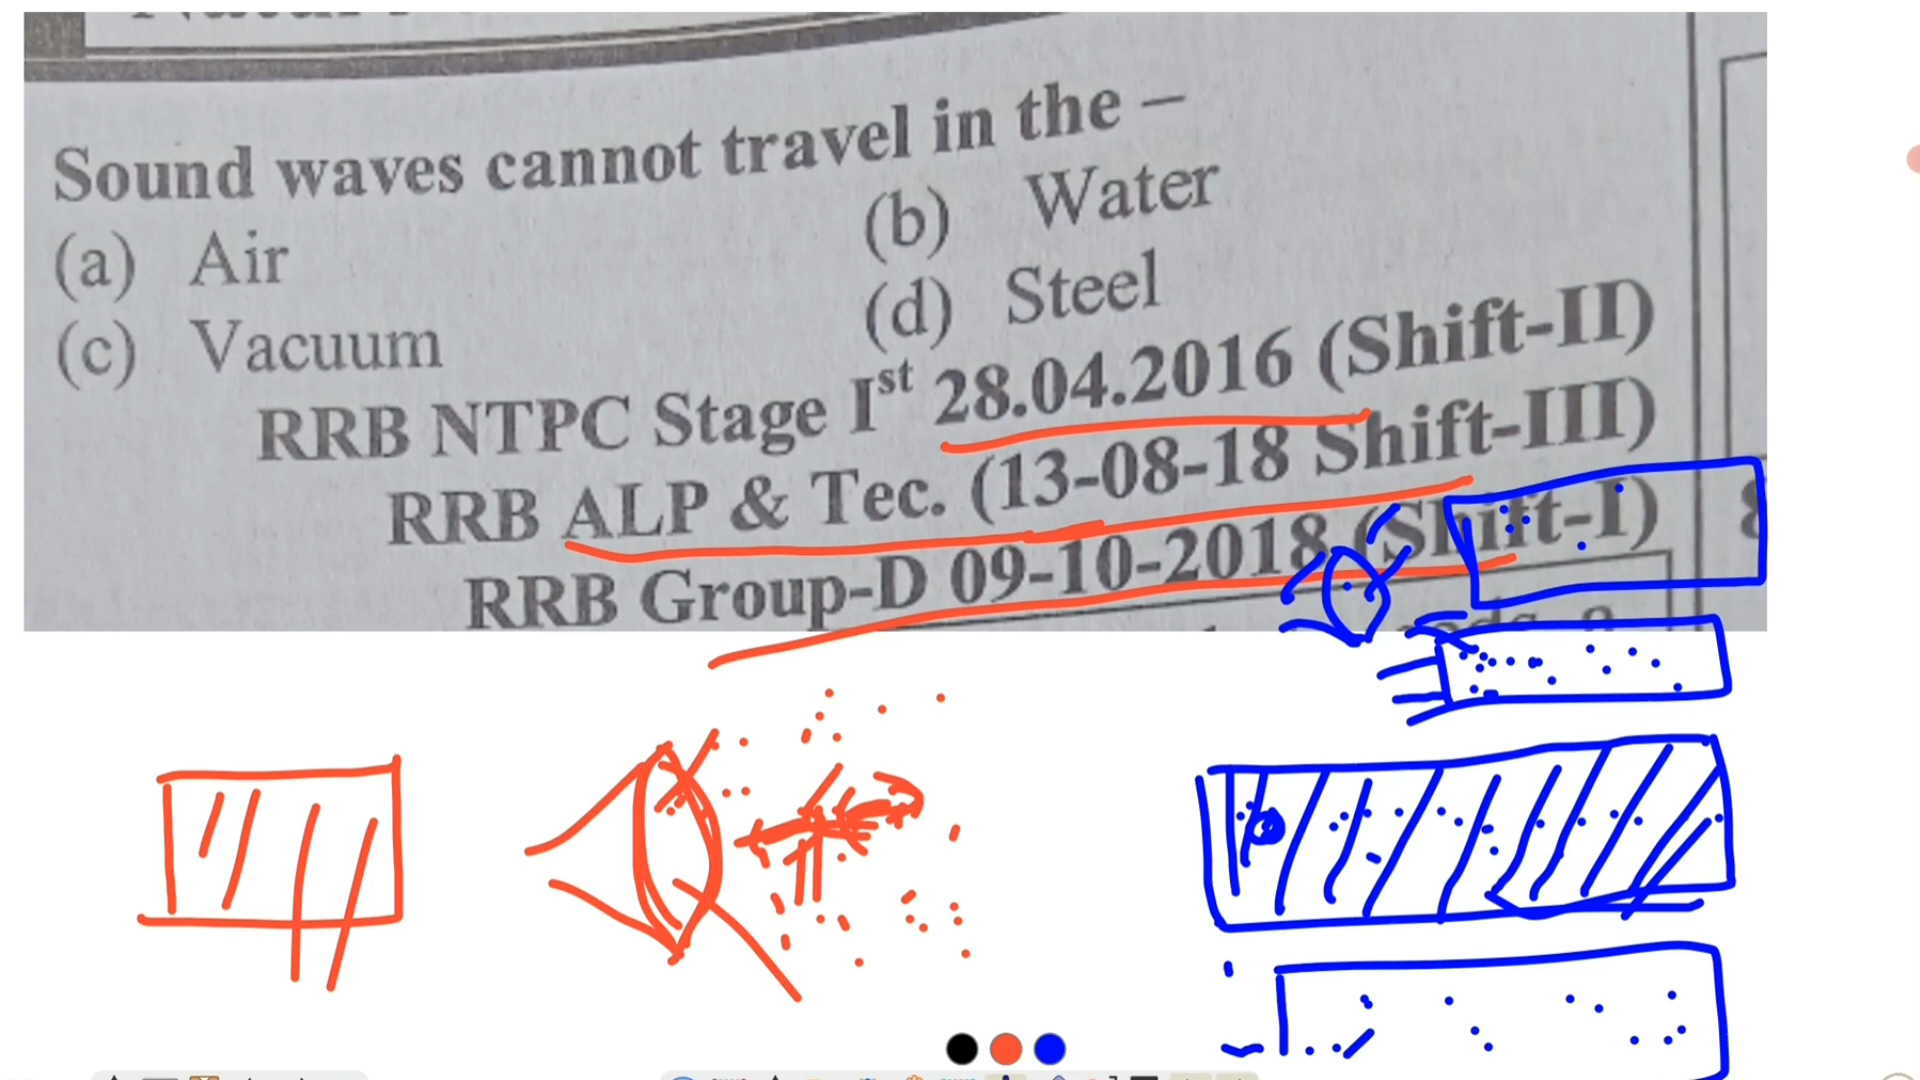 Sound waves cannot travel in the –
(a) Air
(b) Water
(c) Vacuum
(d) Steel
RRB NTPC Stage Ist 28.04.2016 (Shift-II)
RRB ALP & Tec. (13-08-18 Shift-III)
RRB Group-D 09-10-2018 (Shift-I)